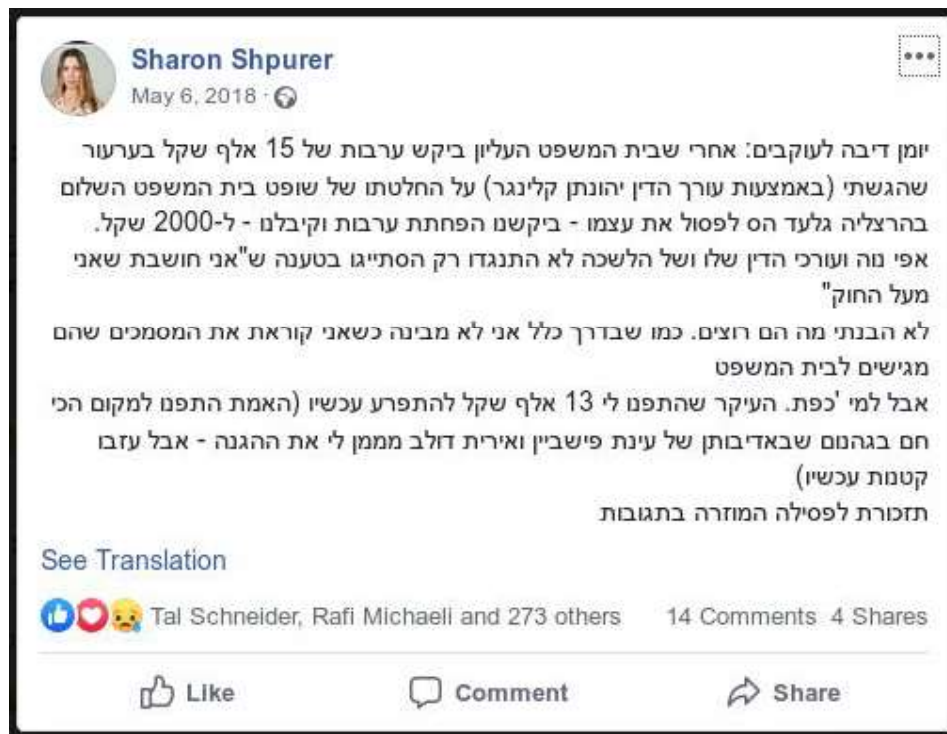 Sharon Shpurer
May 6, 2018 ·
יומן דיבה לעוקבים: אחרי שבית המשפט העליון ביקש ערבות של 15 אלף שקל בערעור
שהגשתי (באמצעות עורך הדין יהונתן קלינגר) על החלטתו של שופט בית המשפט השלום
בהרצליה גלעד הס לפסול את עצמו - ביקשנו הפחתת ערבות וקיבלנו - ל-2000 שקל.
אפי נוה ועורכי הדין שלו ושל הלשכה לא התנגדו רק הסתייגו בטענה ש"אני חושבת שאני
מעל החוק"
לא הבנתי מה הם רוצים. כמו שבדרך כלל אני לא מבינה כשאני קוראת את המסמכים שהם
מגישים לבית המשפט
אבל למי 'כפת. העיקר שהתפנו לי 13 אלף שקל להתפרע עכשיו (האמת התפנו למקום הכי
חם בגהנום שבאדיבותן של עינת פישביין ואירית דולב מממן לי את ההגנה - אבל עזבו
קטנות עכשיו)
תזכורת לפסילה המוזרה בתגובות
See Translation
Tal Schneider, Rafi Michaeli and 273 others 14 Comments 4 Shares
Like Comment Share